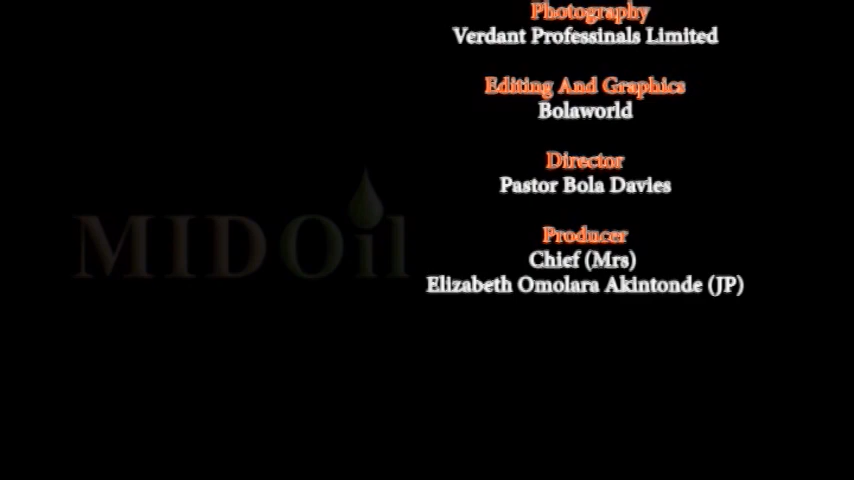 Photography
Verdant Professinals Limited
Editing And Graphics
Bolaworld
Director
Pastor Bola Davies
MIDOil
Producer
Chief (Mrs)
Elizabeth Omolara Akintonde (JP)